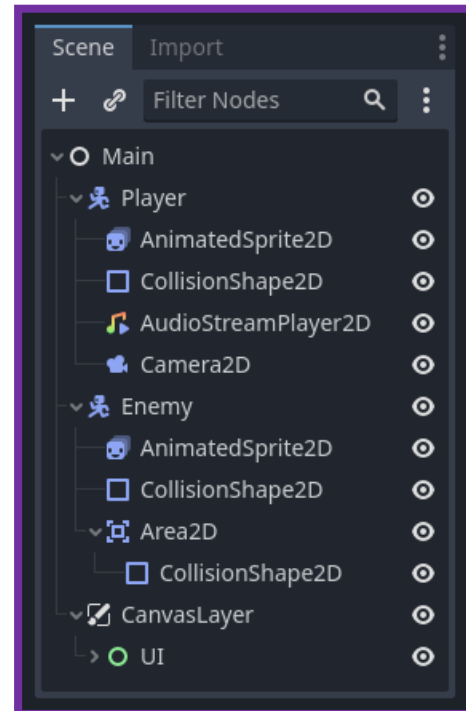 Scene Import
Filter Nodes
Main
Player
AnimatedSprite2D
CollisionShape2D
AudioStreamPlayer2D
Camera2D
Enemy
AnimatedSprite2D
CollisionShape2D
Area2D
CollisionShape2D
CanvasLayer
UI